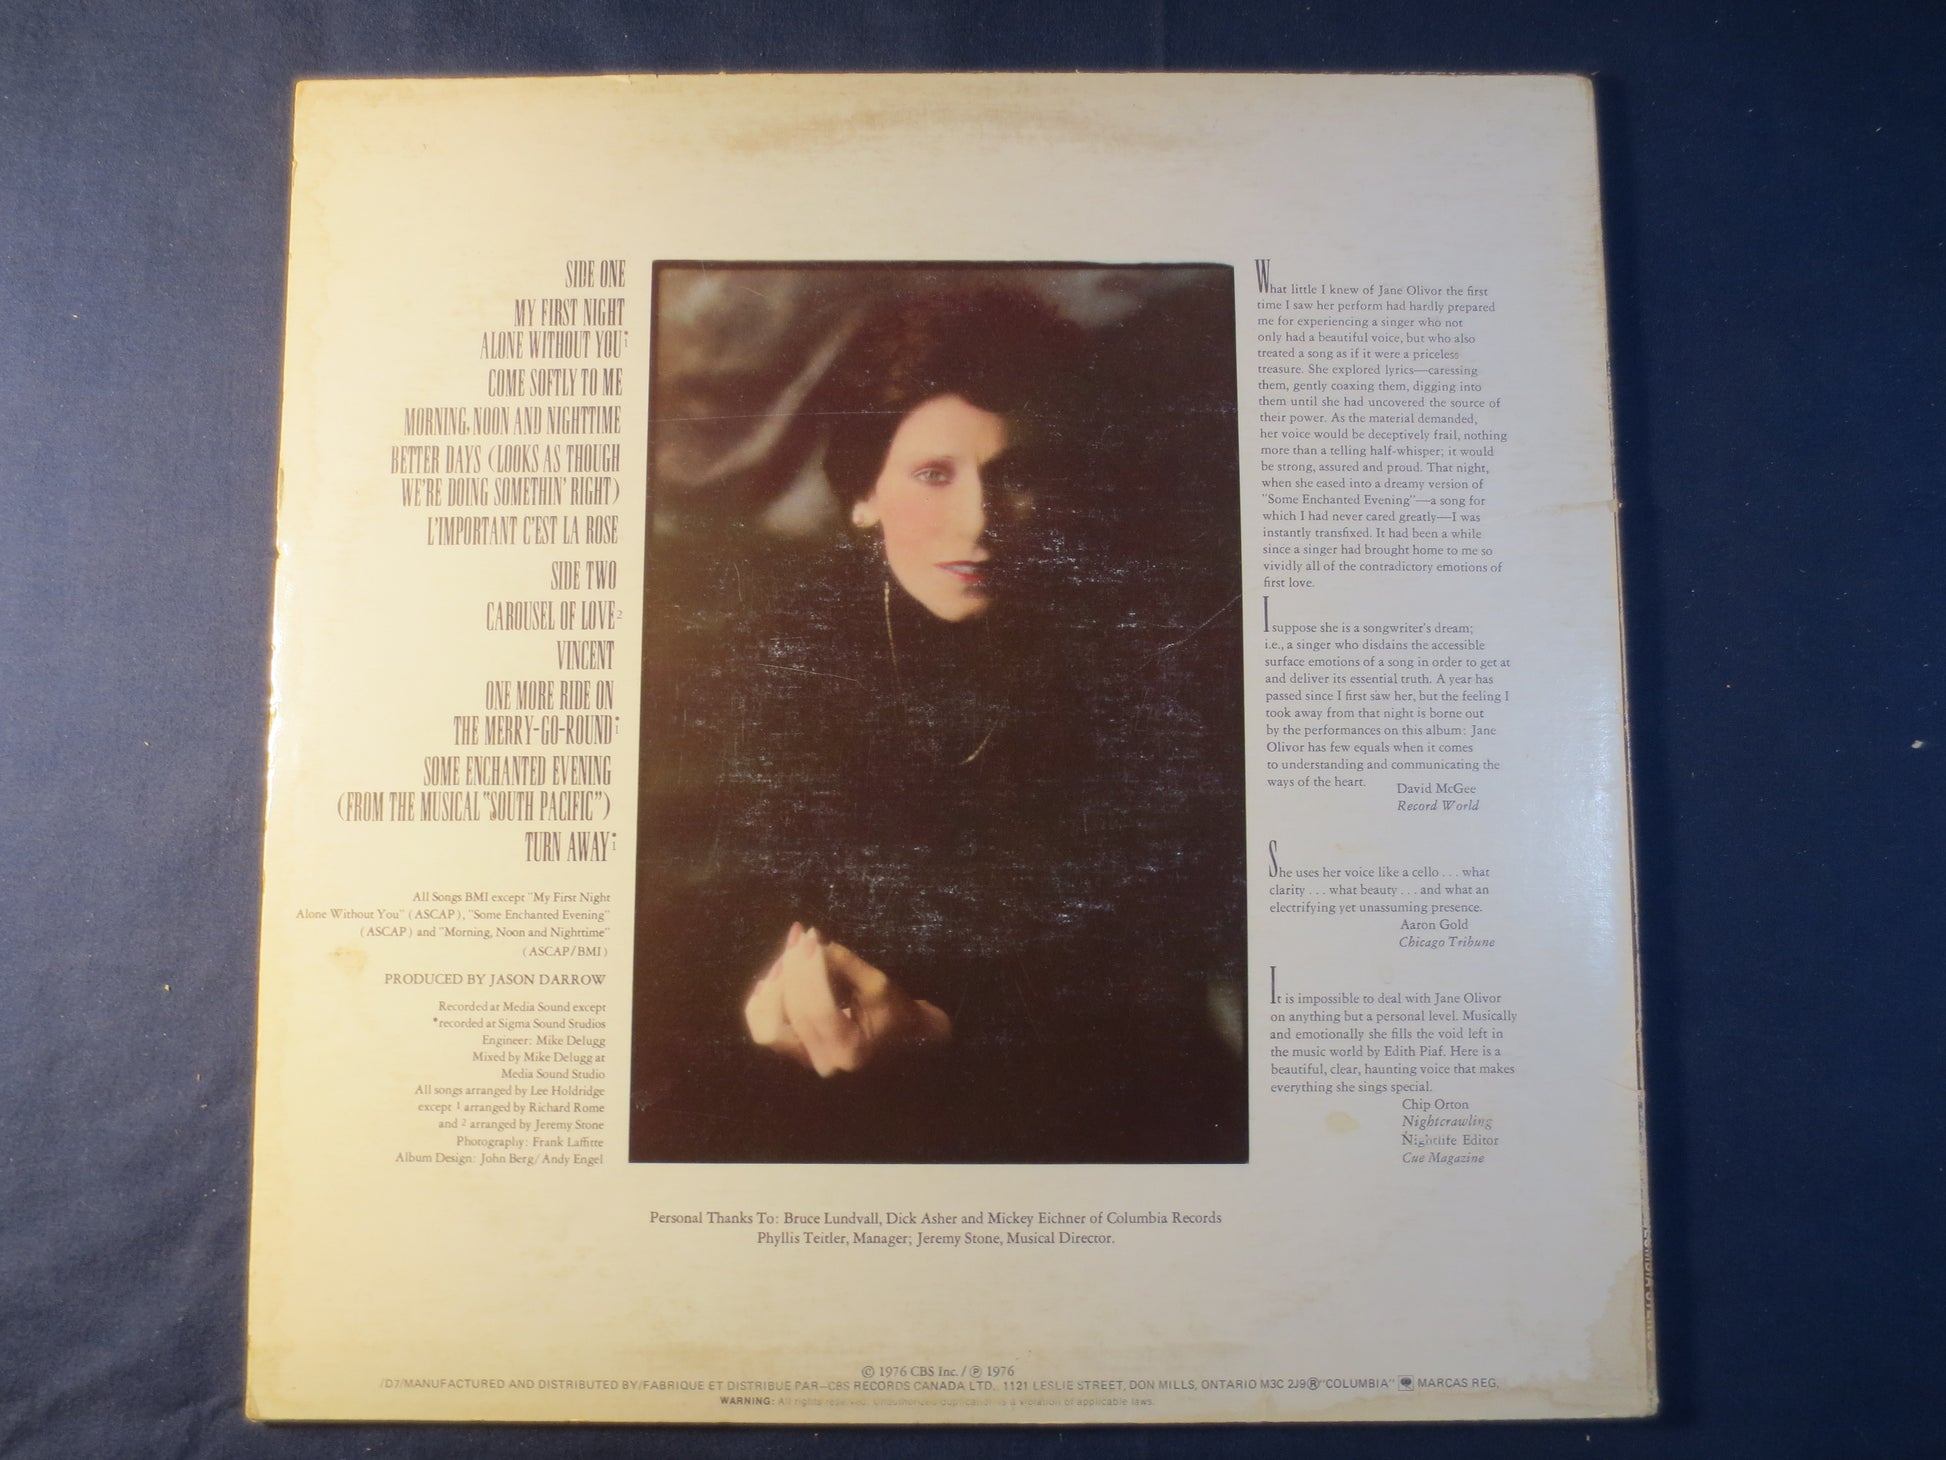 SIDE ONE
MY FIRST NIGHT
ALONE WITHOUT YOU*1
COME SOFTLY TO ME
MORNING, NOON AND NIGHTTIME
BETTER DAYS (LOOKS AS THOUGH
WE'RE DOING SOMETHIN' RIGHT)
L'IMPORTANT C'EST LA ROSE
SIDE TWO
CAROUSEL OF LOVE2
VINCENT
ONE MORE RIDE ON
THE MERRY-GO-ROUND*1
SOME ENCHANTED EVENING
(FROM THE MUSICAL "SOUTH PACIFIC")
TURN AWAY*1
All Songs BMI except "My First Night
Alone Without You" (ASCAP), "Some Enchanted Evening"
(ASCAP) and "Morning, Noon and Nighttime"
(ASCAP/BMI)
PRODUCED BY JASON DARROW
Recorded at Media Sound except
*recorded at Sigma Sound Studios
Engineer: Mike Delugg
Mixed by Mike Delugg at
Media Sound Studio
All songs arranged by Lee Holdridge
except 1 arranged by Richard Rome
and 2 arranged by Jeremy Stone
Photography: Frank Laffitte
Album Design: John Berg/Andy Engel
What little I knew of Jane Olivor the first
time I saw her perform had hardly prepared
me for experiencing a singer who not
only had a beautiful voice, but who also
treated a song as if it were a priceless
treasure. She explored lyrics—caressing
them, gently coaxing them, digging into
them until she had uncovered the source of
their power. As the material demanded,
her voice would be deceptively frail, nothing
more than a telling half-whisper; it would
be strong, assured and proud. That night,
when she eased into a dreamy version of
"Some Enchanted Evening"—a song for
which I had never cared greatly—I was
instantly transfixed. It had been a while
since a singer had brought home to me so
vividly all of the contradictory emotions of
first love.
I suppose she is a songwriter's dream;
i.e., a singer who disdains the accessible
surface emotions of a song in order to get at
and deliver its essential truth. A year has
passed since I first saw her, but the feeling I
took away from that night is borne out
by the performances on this album: Jane
Olivor has few equals when it comes
to understanding and communicating the
ways of the heart.
David McGee
Record World
She uses her voice like a cello . . . what
clarity . . . what beauty . . . and what an
electrifying yet unassuming presence.
Aaron Gold
Chicago Tribune
It is impossible to deal with Jane Olivor
on anything but a personal level. Musically
and emotionally she fills the void left in
the music world by Edith Piaf. Here is a
beautiful, clear, haunting voice that makes
everything she sings special.
Chip Orton
Nightcrawling
Nightlife Editor
Cue Magazine
Personal Thanks To: Bruce Lundvall, Dick Asher and Mickey Eichner of Columbia Records
Phyllis Teitler, Manager; Jeremy Stone, Musical Director.
© 1976 CBS Inc. / ℗ 1976
/D7/MANUFACTURED AND DISTRIBUTED BY/FABRIQUE ET DISTRIBUE PAR—CBS RECORDS CANADA LTD. 1121 LESLIE STREET, DON MILLS, ONTARIO M3C 2J9 ® "COLUMBIA" MARCAS REG.
WARNING: All rights reserved. Unauthorized duplication is a violation of applicable laws.